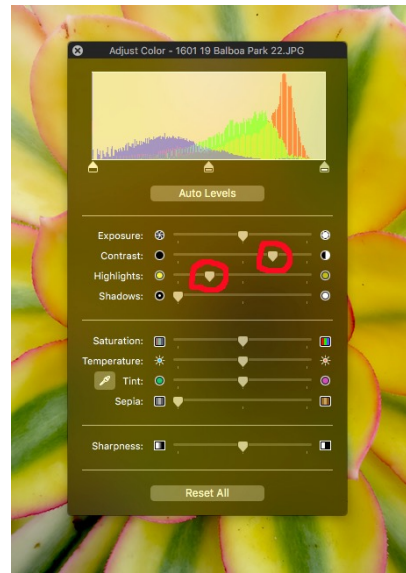 Adjust Color - 1601 19 Balboa Park 22.JPG
Auto Levels
Exposure:
Contrast:
Highlights:
Shadows:
Saturation:
Temperature:
Tint:
Sepia:
Sharpness:
Reset All